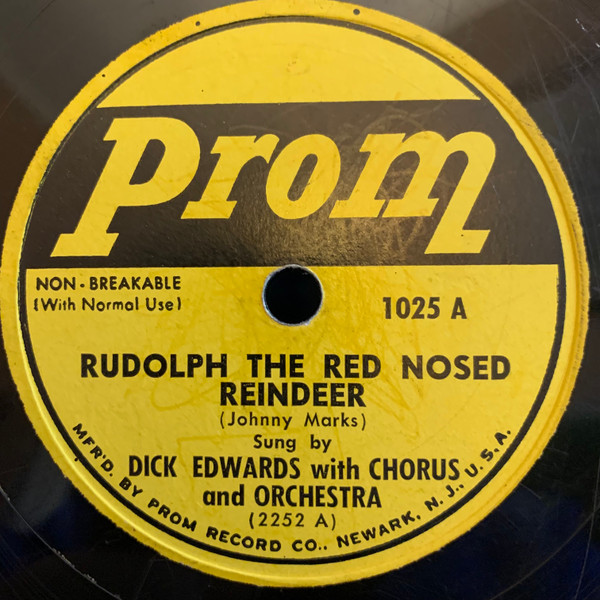 Prom
NON-BREAKABLE
(With Normal Use)
1025 A
RUDOLPH THE RED NOSED
REINDEER
(Johnny Marks)
Sung by
DICK EDWARDS with CHORUS
and ORCHESTRA
(2252 A)
MFR'D. BY PROM RECORD CO., NEWARK, N. J., U.S.A.